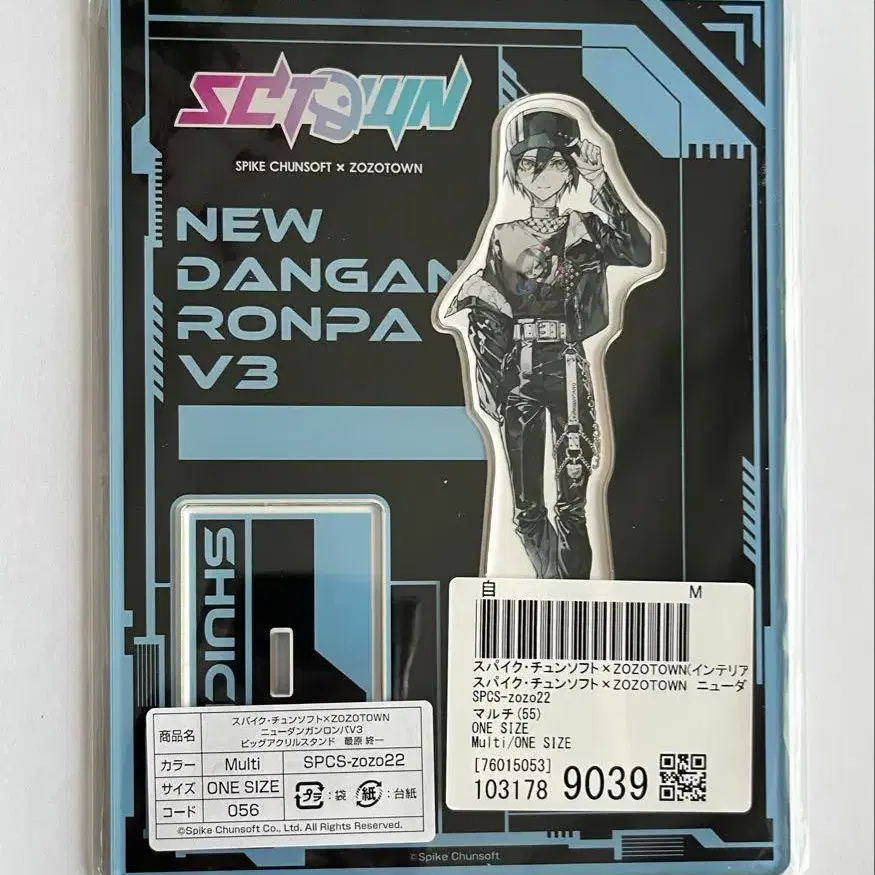 SCTOWN
SPIKE CHUNSOFT × ZOZOTOWN
NEW
DANGAN
RONPA
V3
SHUIC
自 M
スパイク・チュンソフト×ZOZOTOWN(インテリア
スパイク・チュンソフト×ZOZOTOWN ニューダ
SPCS-zozo22
マルチ(55)
ONE SIZE
Multi/ONE SIZE
[76015053]
103178 9039
商品名 スパイク・チュンソフト×ZOZOTOWN
ニューダンガンロンパV3
ビッグアクリルスタンド 最原 終一
カラー Multi SPCS-zozo22
サイズ ONE SIZE プラ:袋 紙:台紙
コード 056
©Spike Chunsoft Co., Ltd. All Rights Reserved.
©Spike Chunsoft